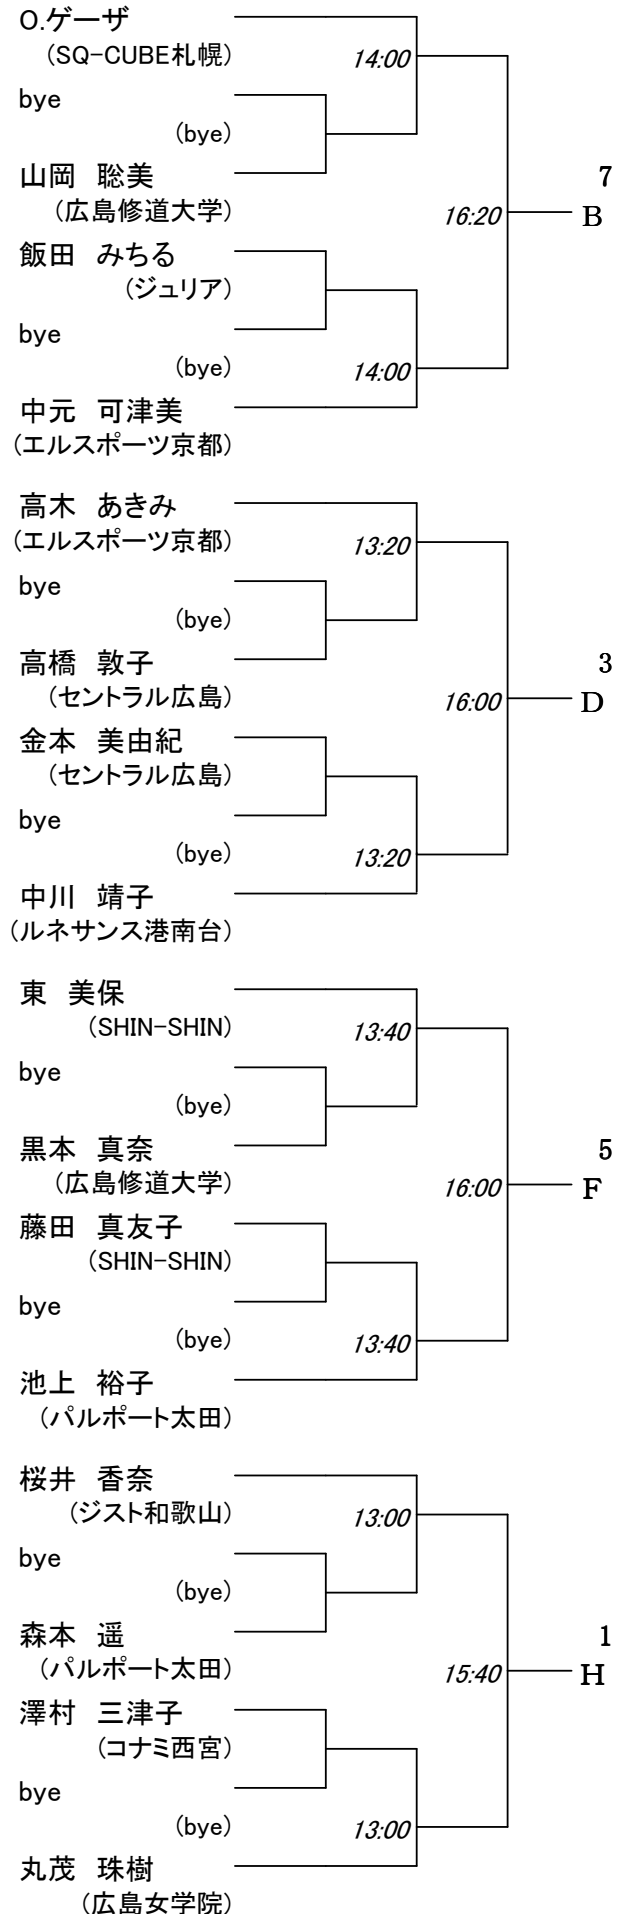 O.ゲーザ
(SQ-CUBE札幌)
14:00
bye
(bye)
山岡 聡美
(広島修道大学)
7
16:20
B
飯田 みちる
(ジュリア)
bye
(bye)
14:00
中元 可津美
(エルスポーツ京都)
高木 あきみ
(エルスポーツ京都)
13:20
bye
(bye)
高橋 敦子
(セントラル広島)
3
16:00
D
金本 美由紀
(セントラル広島)
bye
(bye)
13:20
中川 靖子
(ルネサンス港南台)
東 美保
(SHIN-SHIN)
13:40
bye
(bye)
黒本 真奈
(広島修道大学)
5
16:00
F
藤田 真友子
(SHIN-SHIN)
bye
(bye)
13:40
池上 裕子
(パルポート太田)
桜井 香奈
(ジスト和歌山)
13:00
bye
(bye)
森本 遥
(パルポート太田)
1
15:40
H
澤村 三津子
(コナミ西宮)
bye
(bye)
13:00
丸茂 珠樹
(広島女学院)